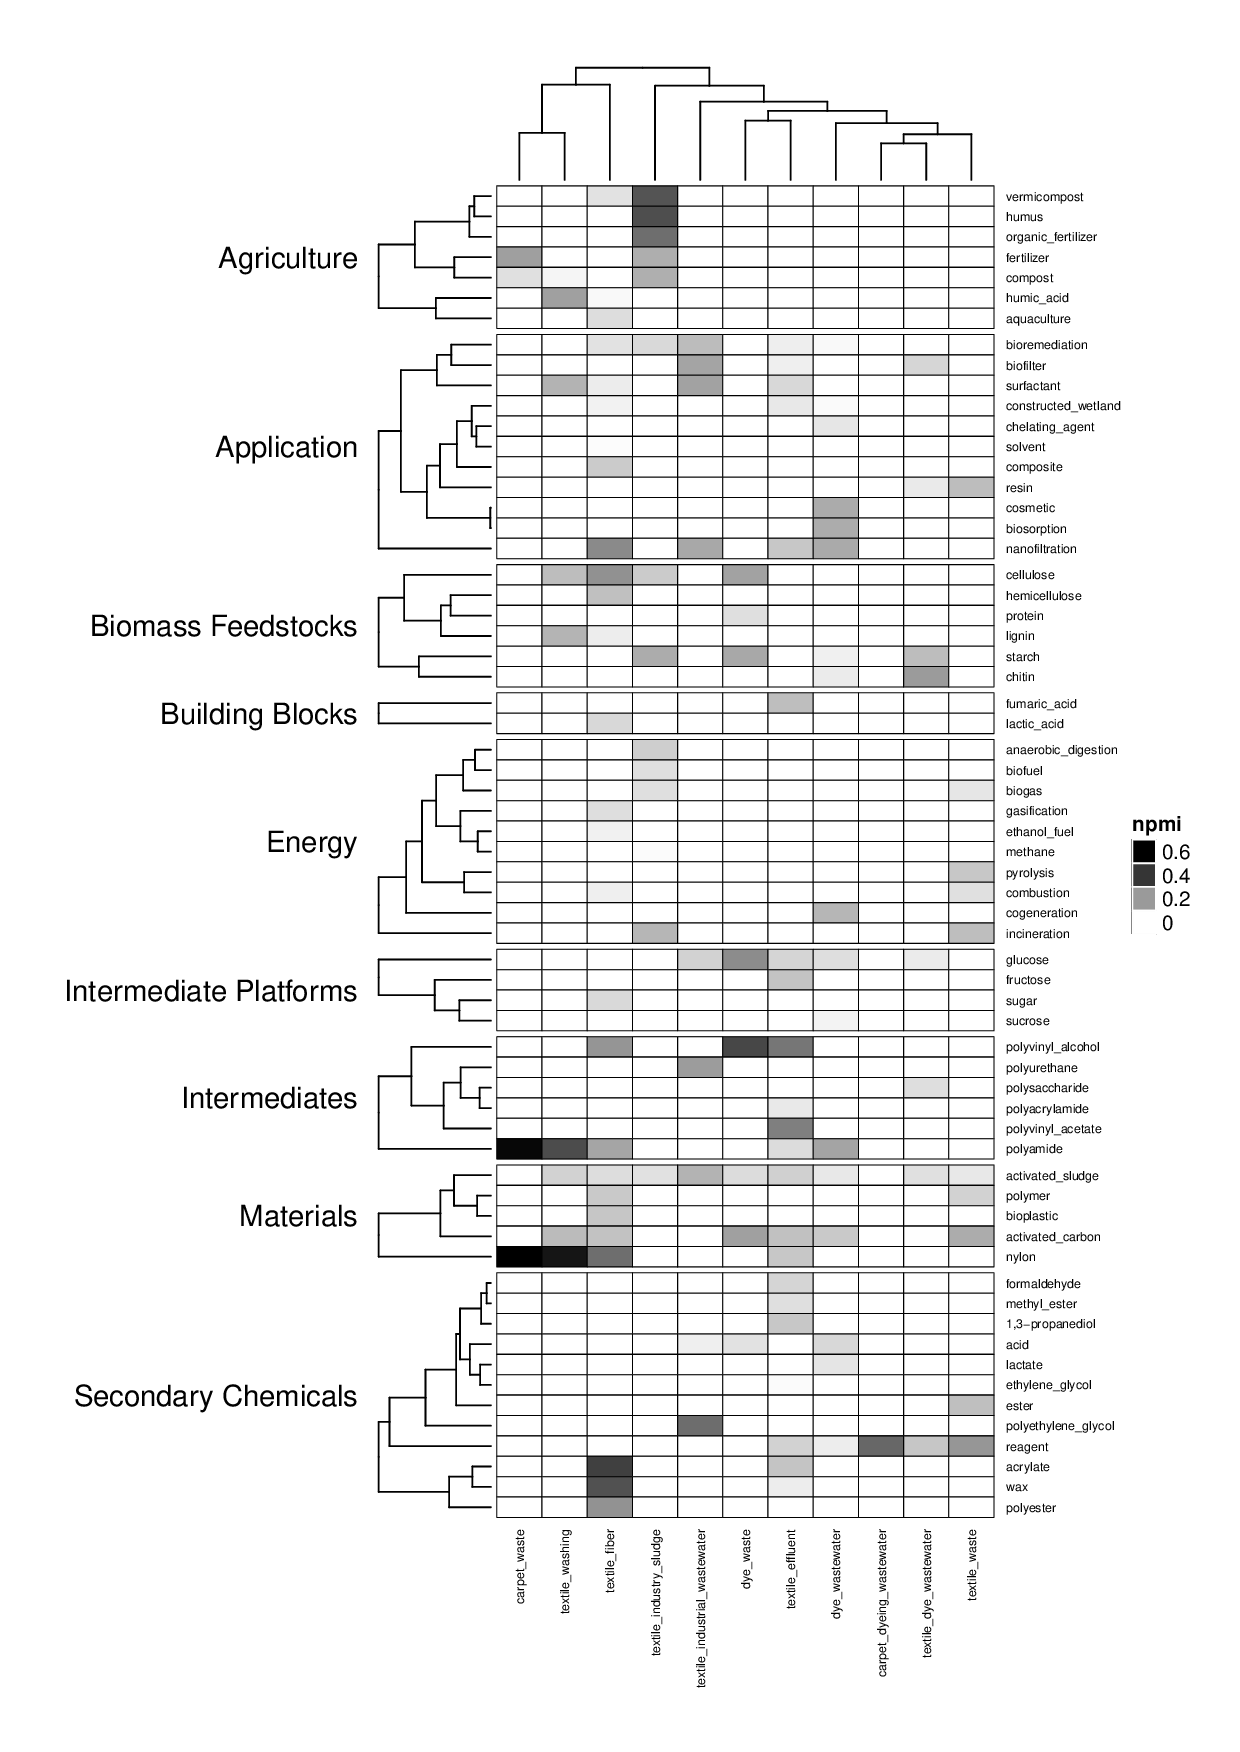 Agriculture
vermicompost
humus
organic_fertilizer
fertilizer
compost
humic_acid
aquaculture
Application
bioremediation
biofilter
surfactant
constructed_wetland
chelating_agent
solvent
composite
resin
cosmetic
biosorption
nanofiltration
Biomass Feedstocks
cellulose
hemicellulose
protein
lignin
starch
chitin
Building Blocks
fumaric_acid
lactic_acid
Energy
anaerobic_digestion
biofuel
biogas
gasification
ethanol_fuel
methane
pyrolysis
combustion
cogeneration
incineration
npmi
0.6
0.4
0.2
0
Intermediate Platforms
glucose
fructose
sugar
sucrose
Intermediates
polyvinyl_alcohol
polyurethane
polysaccharide
polyacrylamide
polyvinyl_acetate
polyamide
Materials
activated_sludge
polymer
bioplastic
activated_carbon
nylon
Secondary Chemicals
formaldehyde
methyl_ester
1,3−propanediol
acid
lactate
ethylene_glycol
ester
polyethylene_glycol
reagent
acrylate
wax
polyester
carpet_waste
textile_washing
textile_fiber
textile_industry_sludge
textile_industrial_wastewater
dye_waste
textile_effluent
dye_wastewater
carpet_dyeing_wastewater
textile_dye_wastewater
textile_waste